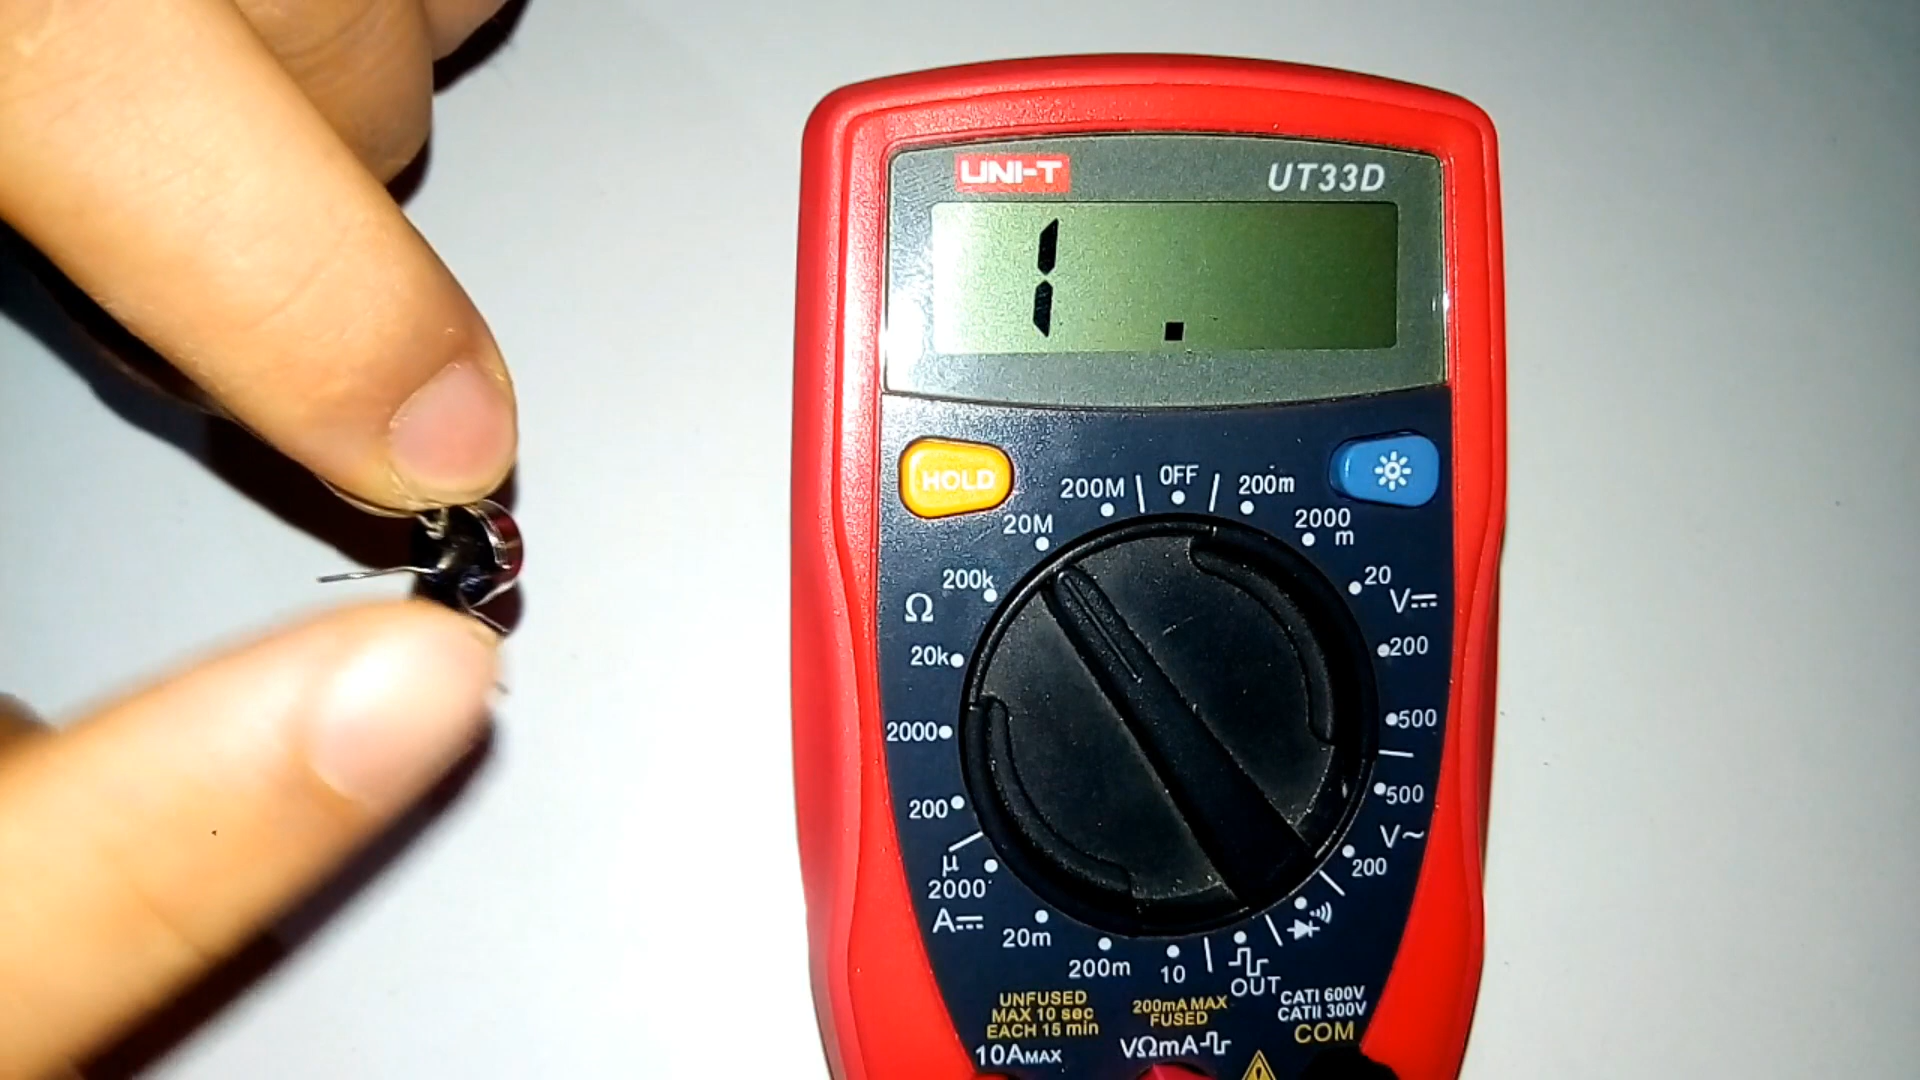 UNI-T UT33D
1 .
HOLD
200M OFF 200m
20M 2000 m
200k 20
Ω V⎓
20k 200
2000 500
200 500
V~
μ 200
2000
A⎓
20m
200m 10 OUT
UNFUSED
MAX 10 sec
EACH 15 min
10AMAX
200mA MAX
FUSED
VΩmA
CATI 600V
CATII 300V
COM